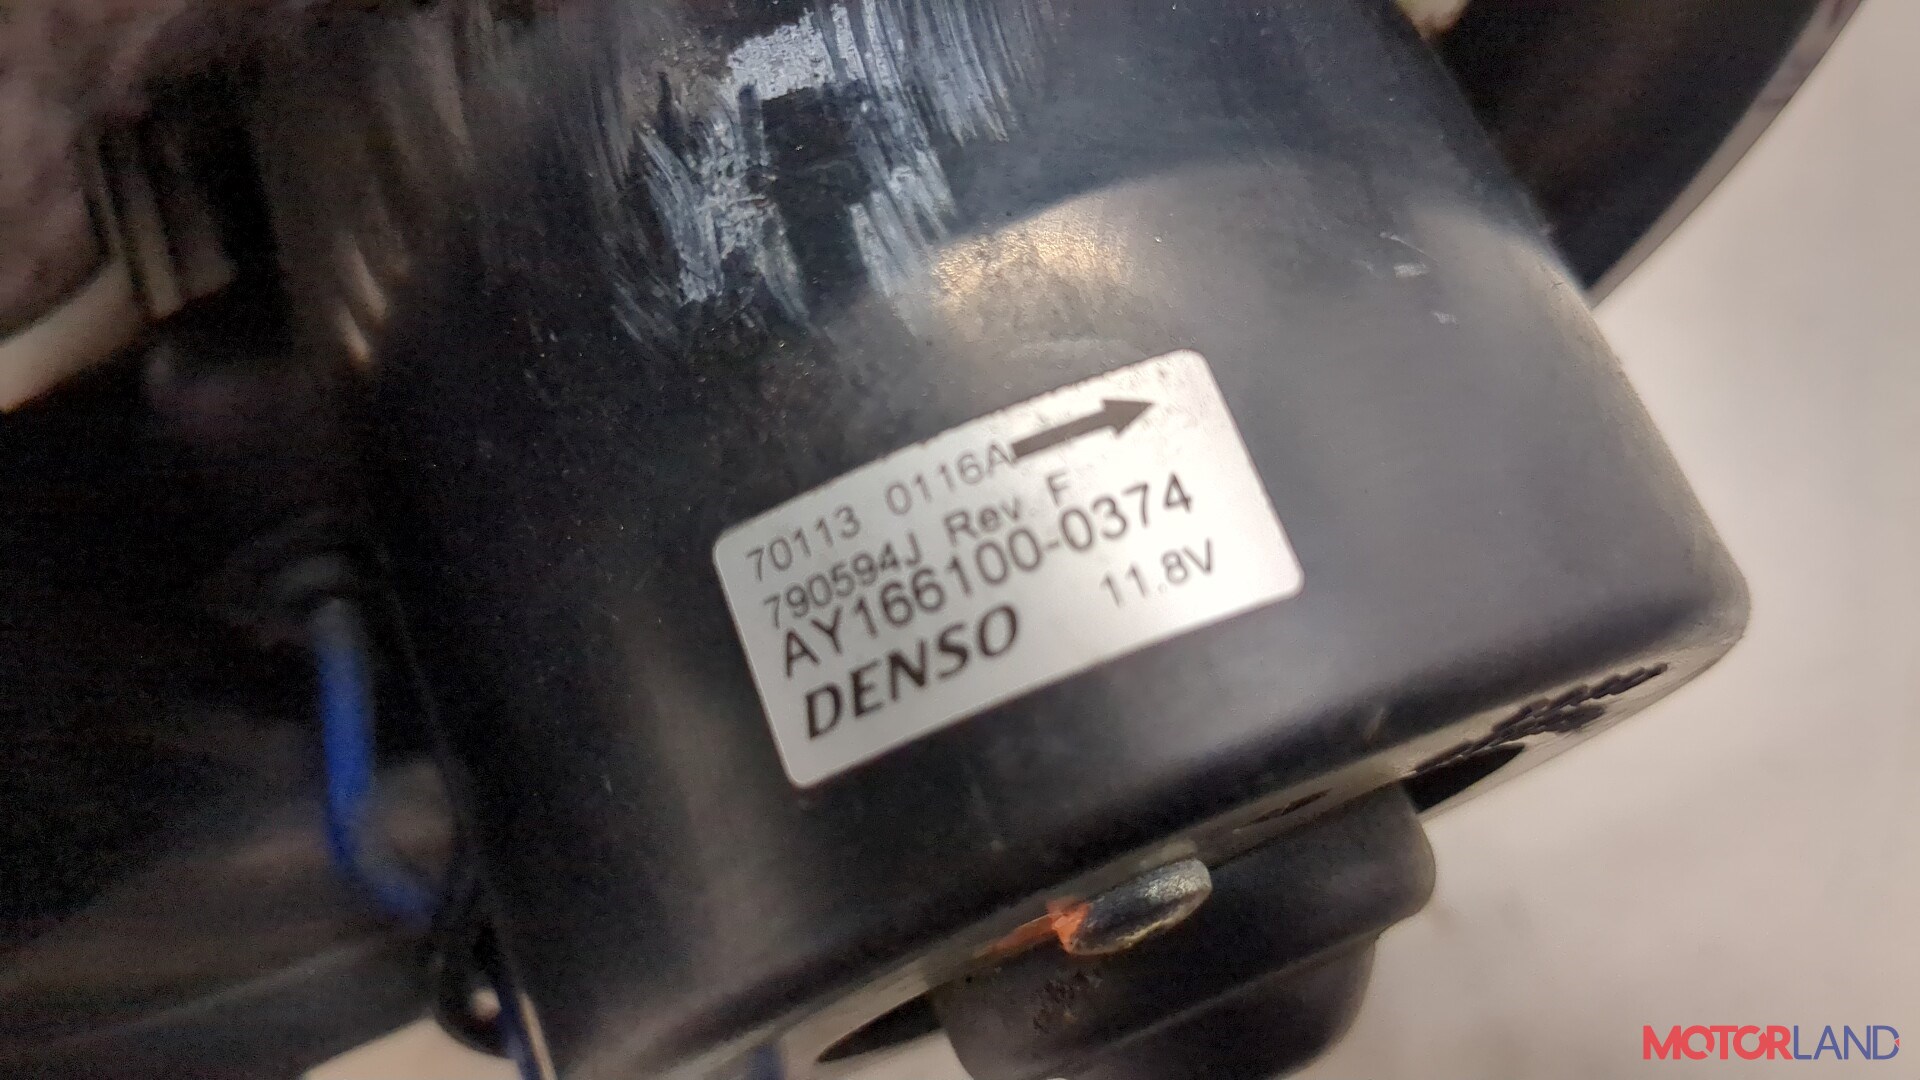 70113 0116A
790594J Rev. F
AY166100-0374
DENSO 11.8V
MOTORLAND